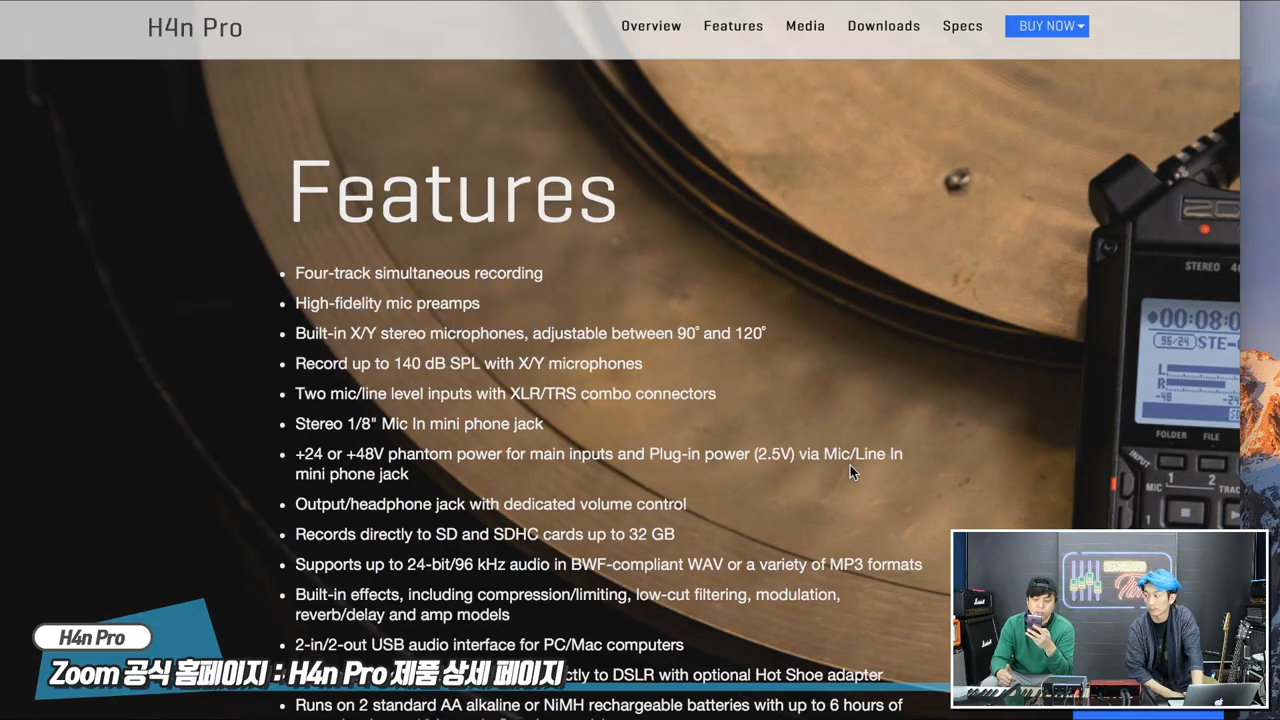 H4n Pro
Overview
Features
Media
Downloads
Specs
BUY NOW
Features
Four-track simultaneous recording
High-fidelity mic preamps
Built-in X/Y stereo microphones, adjustable between 90˚ and 120˚
Record up to 140 dB SPL with X/Y microphones
Two mic/line level inputs with XLR/TRS combo connectors
Stereo 1/8" Mic In mini phone jack
+24 or +48V phantom power for main inputs and Plug-in power (2.5V) via Mic/Line In
mini phone jack
Output/headphone jack with dedicated volume control
Records directly to SD and SDHC cards up to 32 GB
Supports up to 24-bit/96 kHz audio in BWF-compliant WAV or a variety of MP3 formats
Built-in effects, including compression/limiting, low-cut filtering, modulation,
reverb/delay and amp models
2-in/2-out USB audio interface for PC/Mac computers
ctly to DSLR with optional Hot Shoe adapter
Runs on 2 standard AA alkaline or NiMH rechargeable batteries with up to 6 hours of
STEREO
00:08:0
96/24 STE-
L
R
-48
FOLDER FILE
INPUT
MIC 1 2 TRAC
1
H4n Pro
Zoom 공식 홈페이지 : H4n Pro 제품 상세 페이지
Marshall
Time